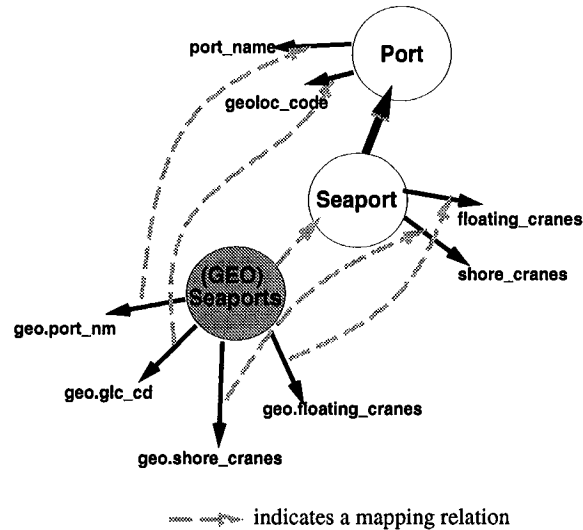 port_name
Port
geoloc_code
Seaport
floating_cranes
shore_cranes
(GEO)
Seaports
geo.port_nm
geo.glc_cd
geo.floating_cranes
geo.shore_cranes
indicates a mapping relation